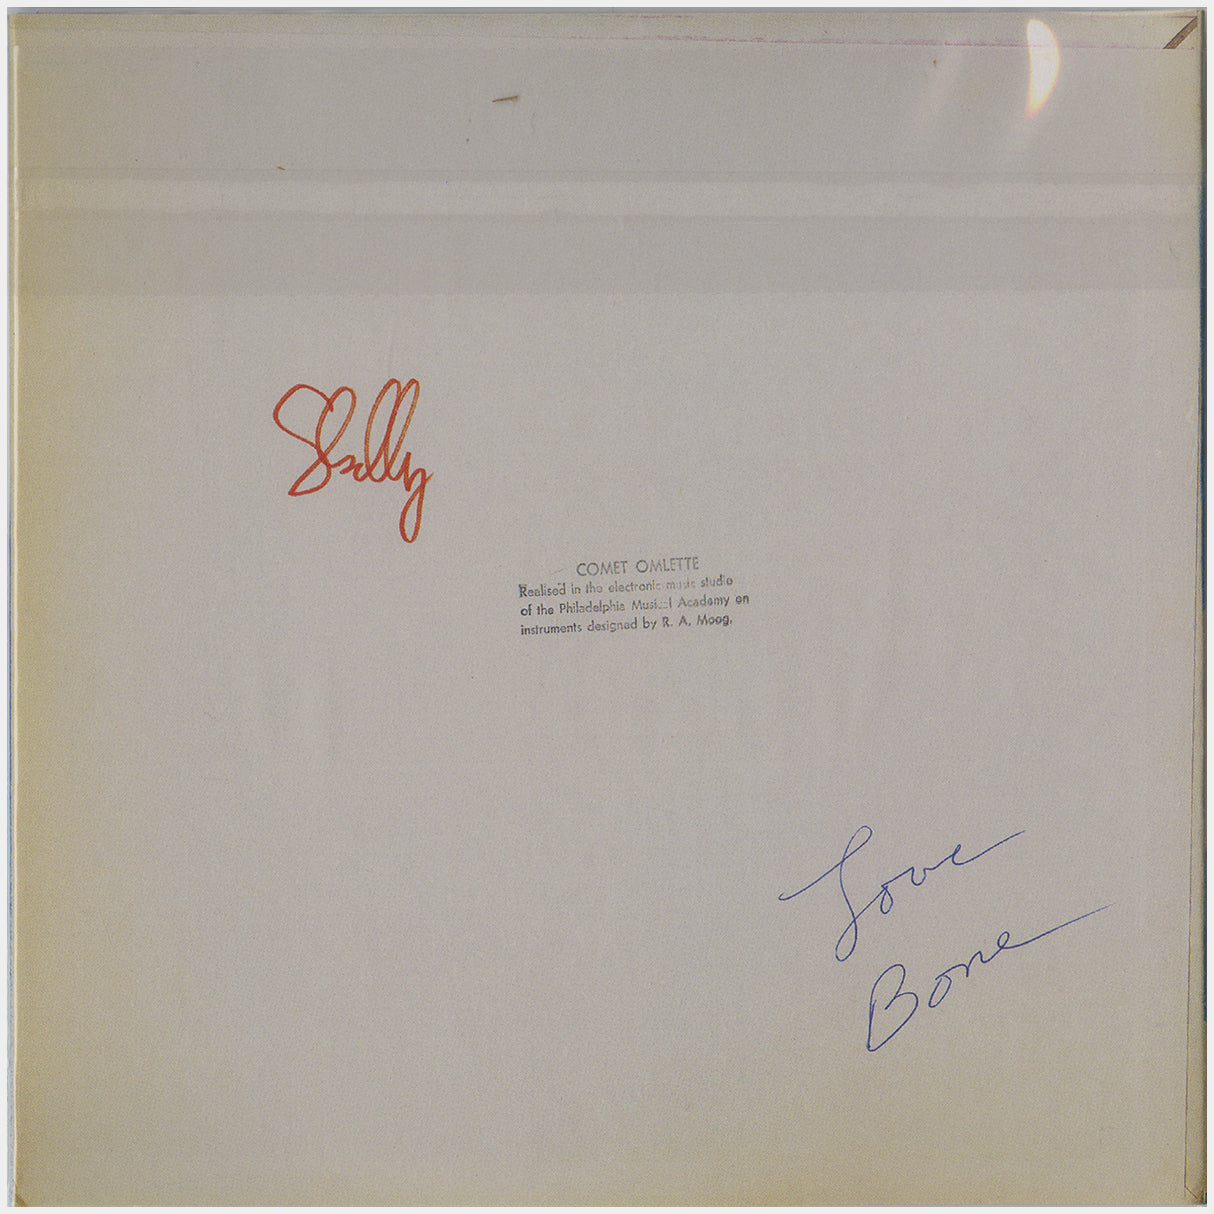 Shelly
COMET OMLETTE
Realised in the electronic music studio
of the Philadelphia Musical Academy on
instruments designed by R. A. Moog.
Love
Bone